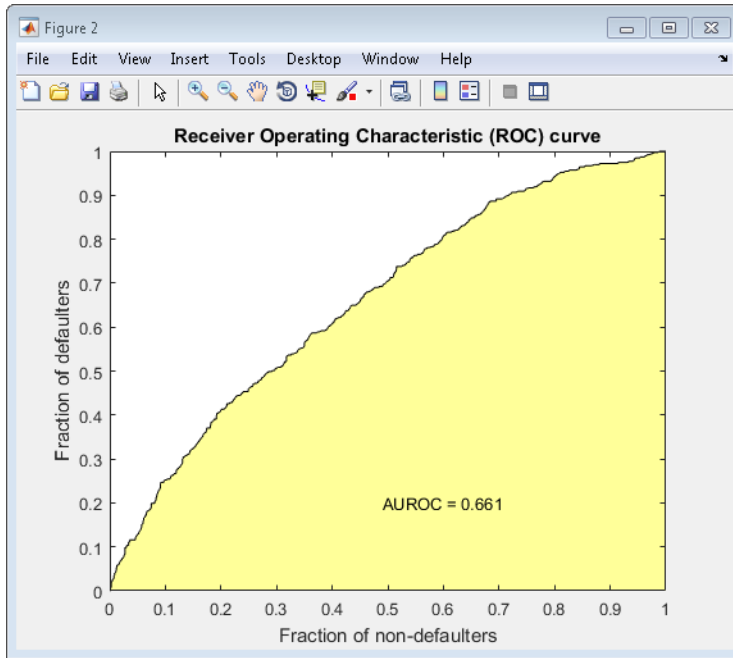 Figure 2
File Edit View Insert Tools Desktop Window Help
Receiver Operating Characteristic (ROC) curve
1
0.9
0.8
0.7
0.6
0.5
0.4
0.3
0.2
0.1
0
Fraction of defaulters
AUROC = 0.661
0 0.1 0.2 0.3 0.4 0.5 0.6 0.7 0.8 0.9 1
Fraction of non-defaulters